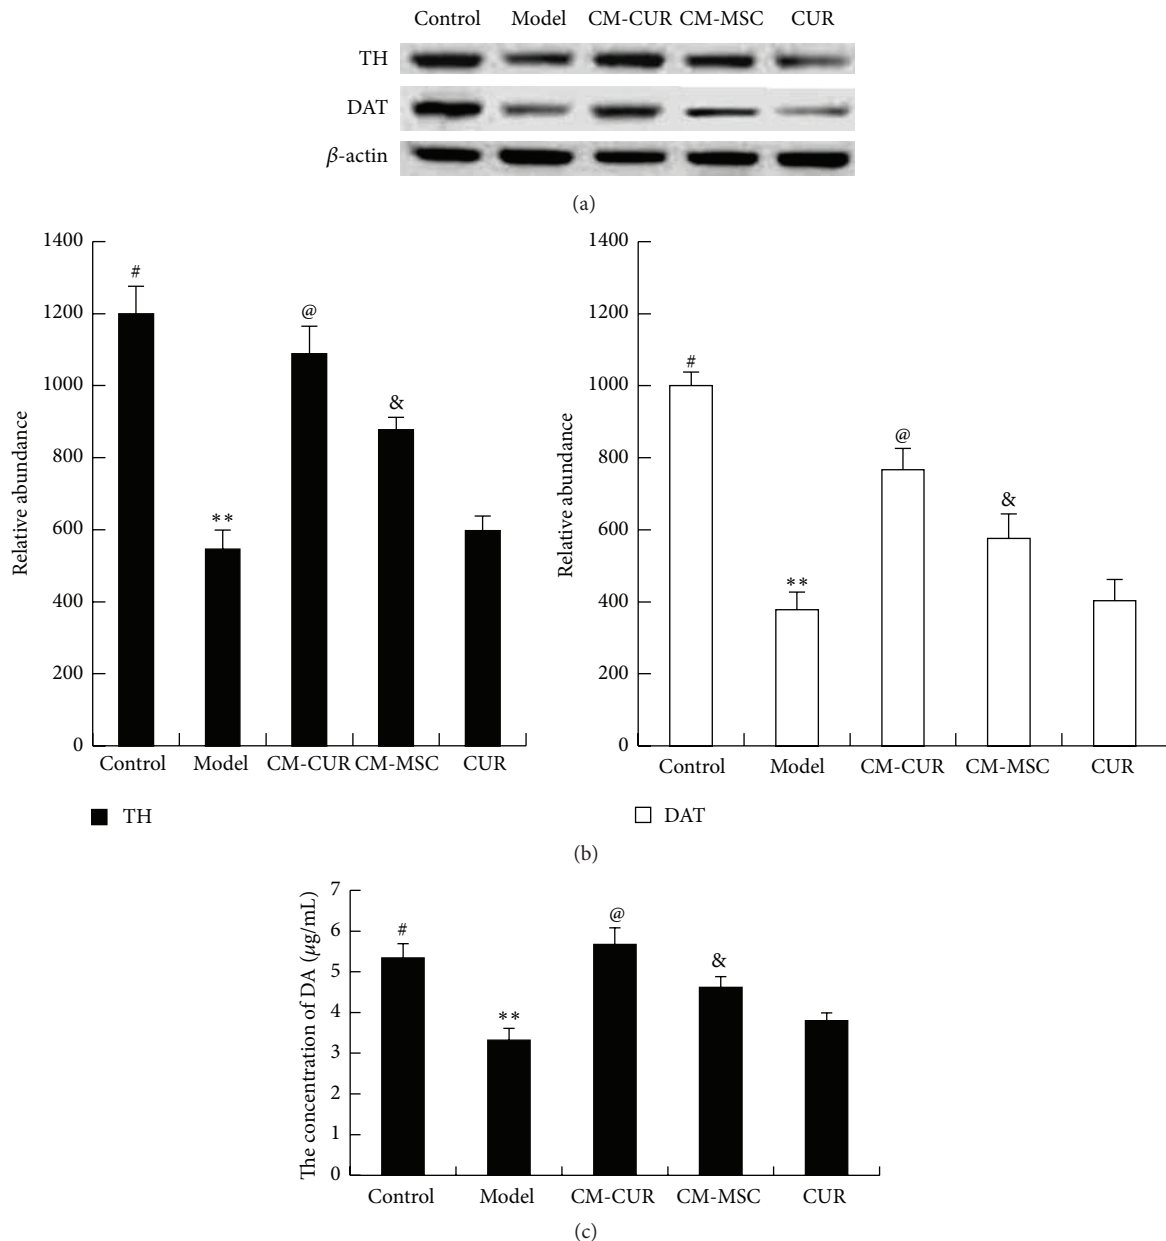 Control Model CM-CUR CM-MSC CUR
TH
DAT
β-actin
(a)
1400
1200
1000
800
600
400
200
0
Relative abundance
#
**
@
&
Control Model CM-CUR CM-MSC CUR
TH
1400
1200
1000
800
600
400
200
0
Relative abundance
#
**
@
&
Control Model CM-CUR CM-MSC CUR
DAT
(b)
7
6
5
4
3
2
1
0
The concentration of DA (μg/mL)
#
**
@
&
Control Model CM-CUR CM-MSC CUR
(c)